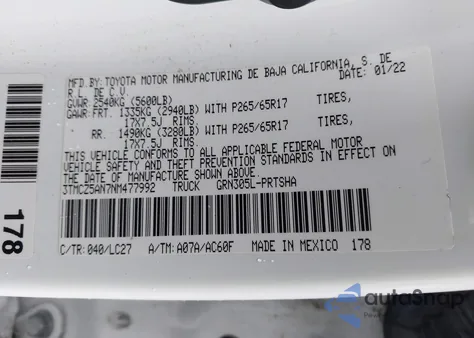 MFD.BY:TOYOTA MOTOR MANUFACTURING DE BAJA CALIFORNIA, S. DE
R.L. DE C.V. DATE: 01/22
GVWR 2540KG (5600LB)
GAWR FRT. 1335KG (2940LB)WITH P265/65R17 TIRES,
17X7.5J RIMS.
RR. 1490KG (3280LB)WITH P265/65R17 TIRES,
17X7.5J RIMS.
THIS VEHICLE CONFORMS TO ALL APPLICABLE FEDERAL MOTOR
VEHICLE SAFETY AND THEFT PREVENTION STANDARDS IN EFFECT ON
THE DATE OF MANUFACTURE SHOWN ABOVE.
3TMCZ5AN7NM477992 TRUCK GRN305L-PRTSHA
C/TR:040/LC27 A/TM:A07A/AC60F MADE IN MEXICO 178
178
autoSnap